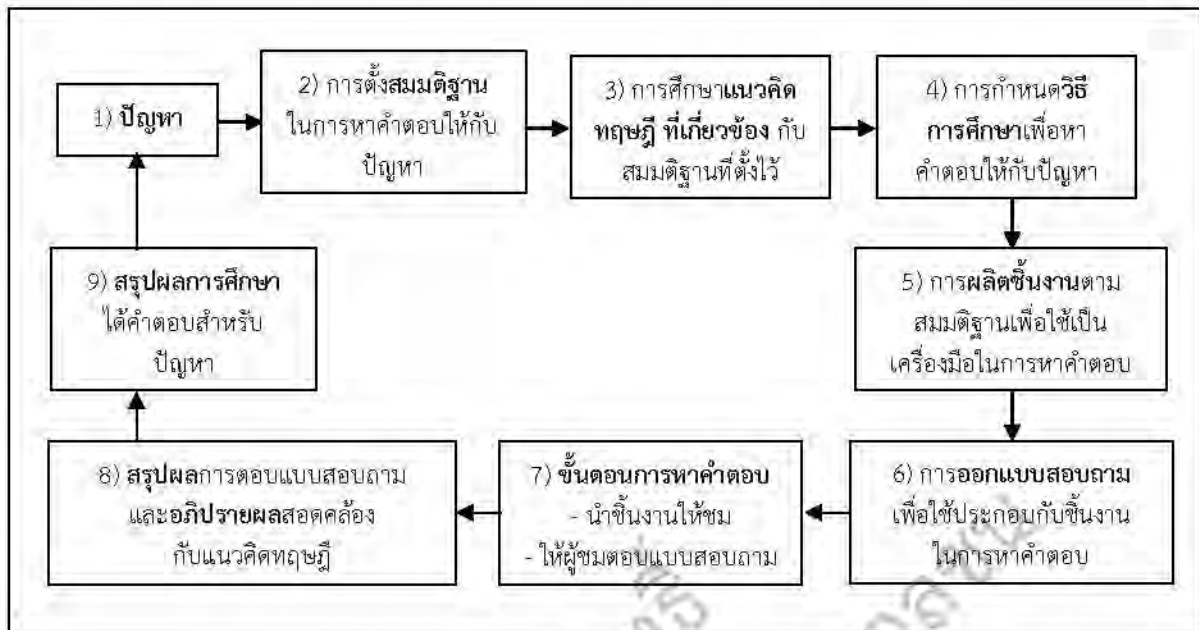 1) ปัญหา
2) การตั้งสมมติฐาน
ในการหาคำตอบให้กับ
ปัญหา
3) การศึกษาแนวคิด
ทฤษฎี ที่เกี่ยวข้อง กับ
สมมติฐานที่ตั้งไว้
4) การกำหนดวิธี
การศึกษาเพื่อหา
คำตอบให้กับปัญหา
5) การผลิตชิ้นงานตาม
สมมติฐานเพื่อใช้เป็น
เครื่องมือในการหาคำตอบ
6) การออกแบบสอบถาม
เพื่อใช้ประกอบกับชิ้นงาน
ในการหาคำตอบ
7) ขั้นตอนการหาคำตอบ
- นำชิ้นงานให้ชม
- ให้ผู้ชมตอบแบบสอบถาม
8) สรุปผลการตอบแบบสอบถาม
และอภิปรายผลสอดคล้อง
กับแนวคิดทฤษฎี
9) สรุปผลการศึกษา
ได้คำตอบสำหรับ
ปัญหา